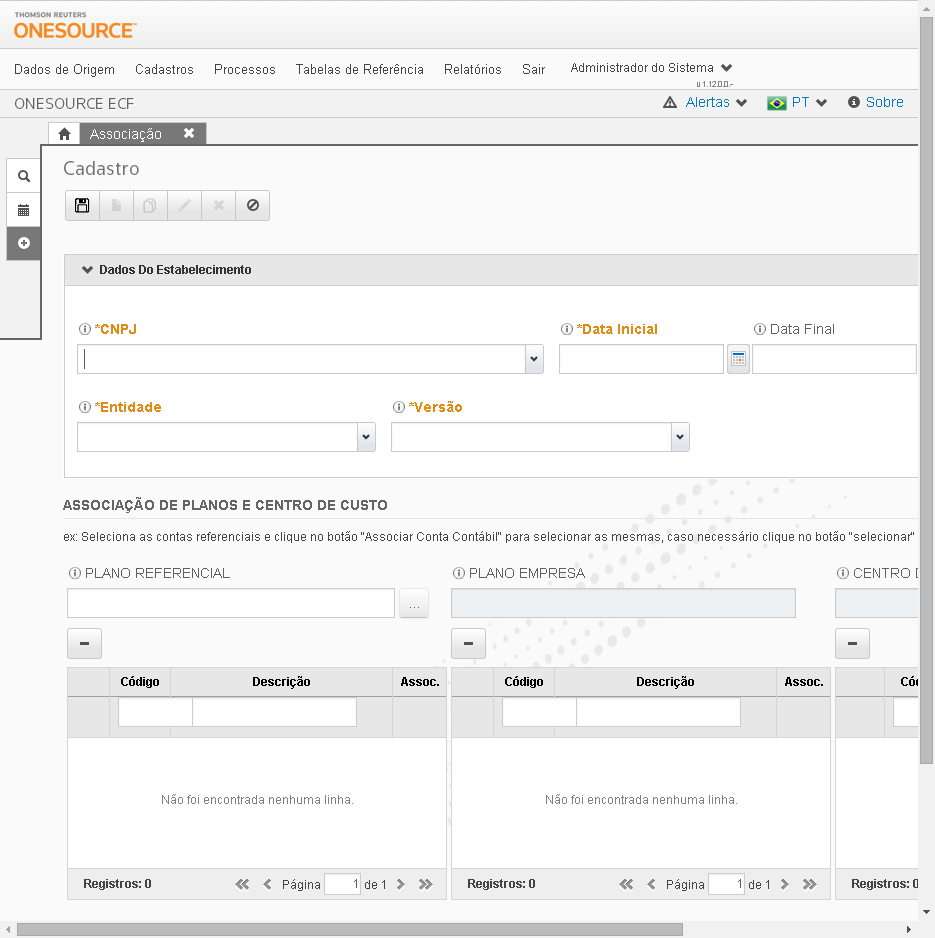 THOMSON REUTERS
ONESOURCE™
Dados de Origem Cadastros Processos Tabelas de Referência Relatórios Sair Administrador do Sistema
u 1.12.0.0.-
ONESOURCE ECF Alertas PT Sobre
Associação
Cadastro
Dados Do Estabelecimento
*CNPJ *Data Inicial Data Final
*Entidade *Versão
ASSOCIAÇÃO DE PLANOS E CENTRO DE CUSTO
ex: Seleciona as contas referenciais e clique no botão "Associar Conta Contábil" para selecionar as mesmas, caso necessário clique no botão "selecionar"
PLANO REFERENCIAL PLANO EMPRESA CENTRO
...
Código Descrição Assoc. Código Descrição Assoc. Có
Não foi encontrada nenhuma linha. Não foi encontrada nenhuma linha.
Registros: 0 Página 1 de 1 Registros: 0 Página 1 de 1 Registros: 0